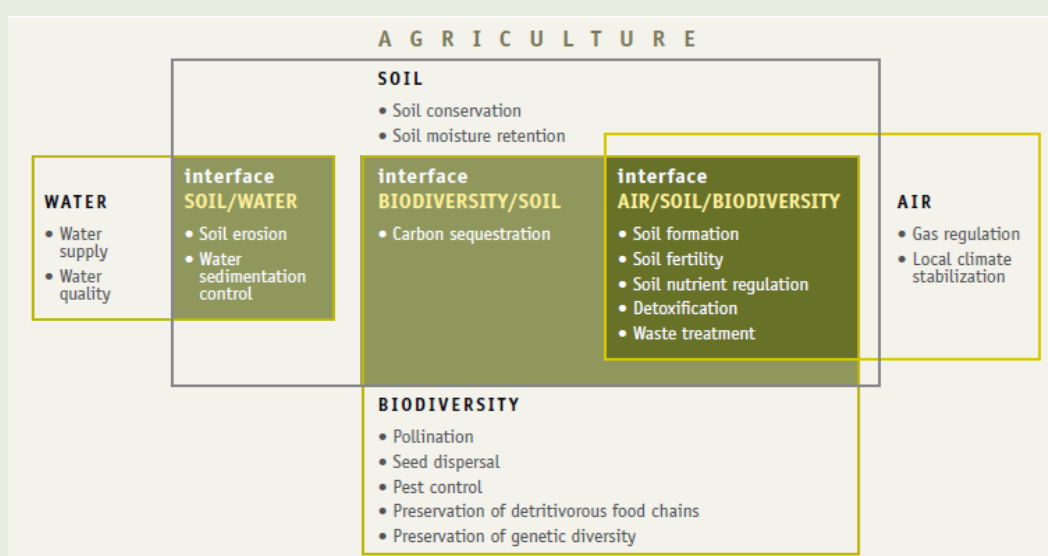 AGRICULTURE
SOIL
• Soil conservation
• Soil moisture retention
WATER
• Water
supply
• Water
quality
interface
SOIL/WATER
• Soil erosion
• Water
sedimentation
control
interface
BIODIVERSITY/SOIL
• Carbon sequestration
interface
AIR/SOIL/BIODIVERSITY
• Soil formation
• Soil fertility
• Soil nutrient regulation
• Detoxification
• Waste treatment
AIR
• Gas regulation
• Local climate
stabilization
BIODIVERSITY
• Pollination
• Seed dispersal
• Pest control
• Preservation of detritivorous food chains
• Preservation of genetic diversity